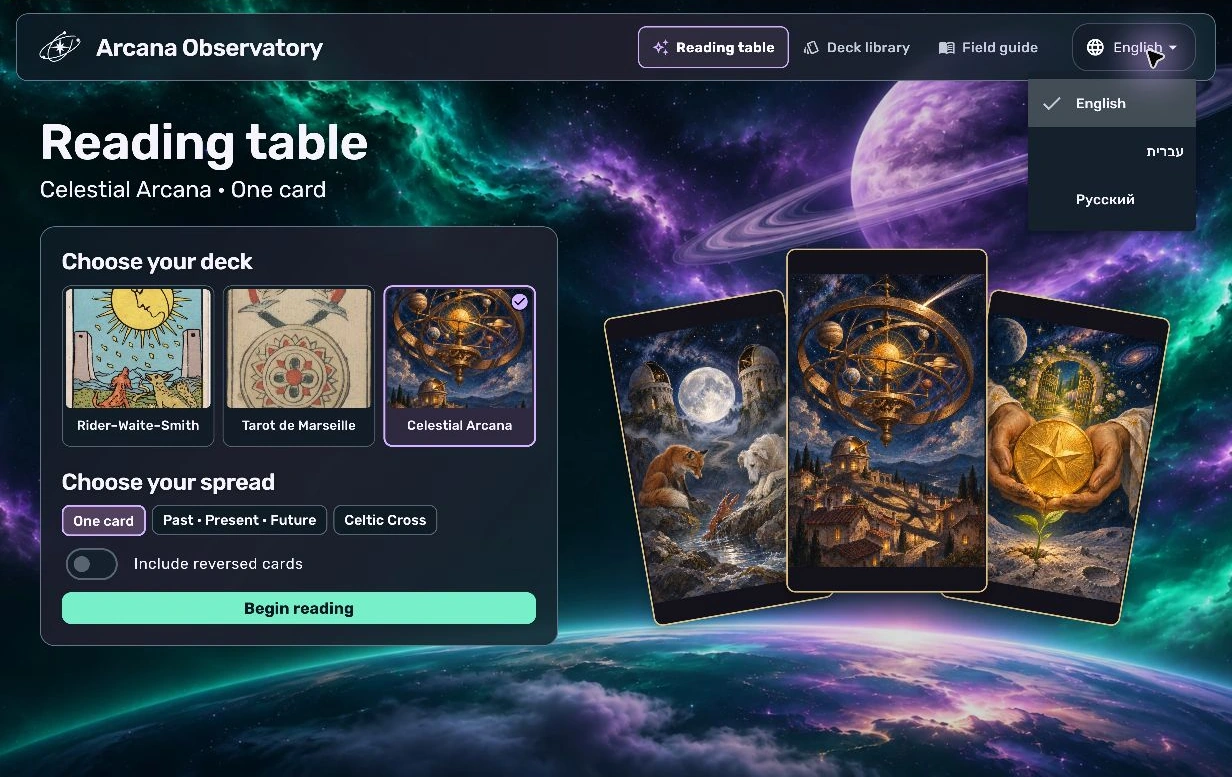 Arcana Observatory
Reading table
Deck library
Field guide
English
English
עברית
Русский
Reading table
Celestial Arcana • One card
Choose your deck
Rider-Waite-Smith
Tarot de Marseille
Celestial Arcana
Choose your spread
One card
Past · Present · Future
Celtic Cross
Include reversed cards
Begin reading